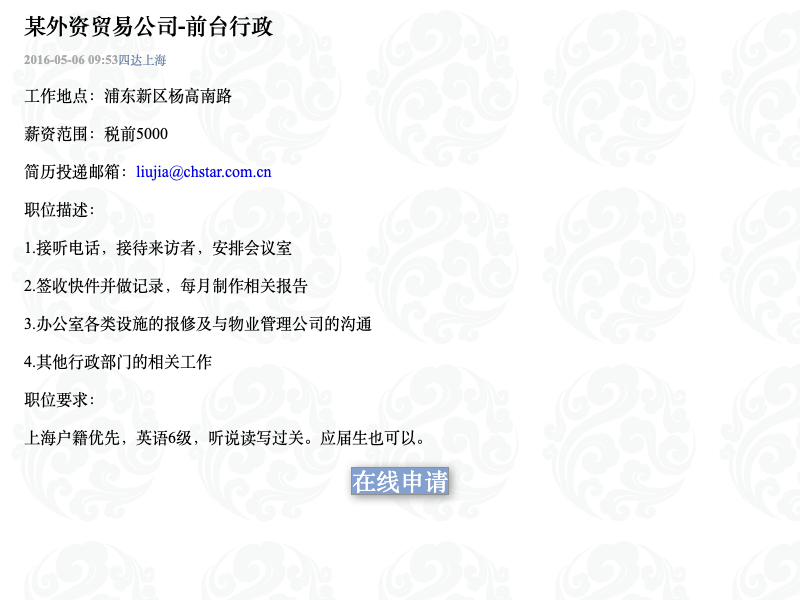 某外资贸易公司-前台行政
2016-05-06 09:53四达上海
工作地点：浦东新区杨高南路
薪资范围：税前5000
简历投递邮箱：liujia@chstar.com.cn
职位描述：
1.接听电话，接待来访者，安排会议室
2.签收快件并做记录，每月制作相关报告
3.办公室各类设施的报修及与物业管理公司的沟通
4.其他行政部门的相关工作
职位要求：
上海户籍优先，英语6级，听说读写过关。应届生也可以。
在线申请